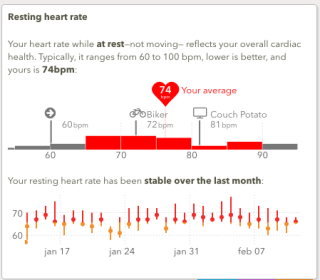 Resting heart rate
Your heart rate while at rest—not moving— reflects your overall cardiac
health. Typically, it ranges from 60 to 100 bpm, lower is better, and
yours is 74bpm:
74 Your average
bpm
Biker Couch Potato
60bpm 72bpm 81bpm
60 70 80 90
Your resting heart rate has been stable over the last month:
70
60
jan 17 jan 24 jan 31 feb 07